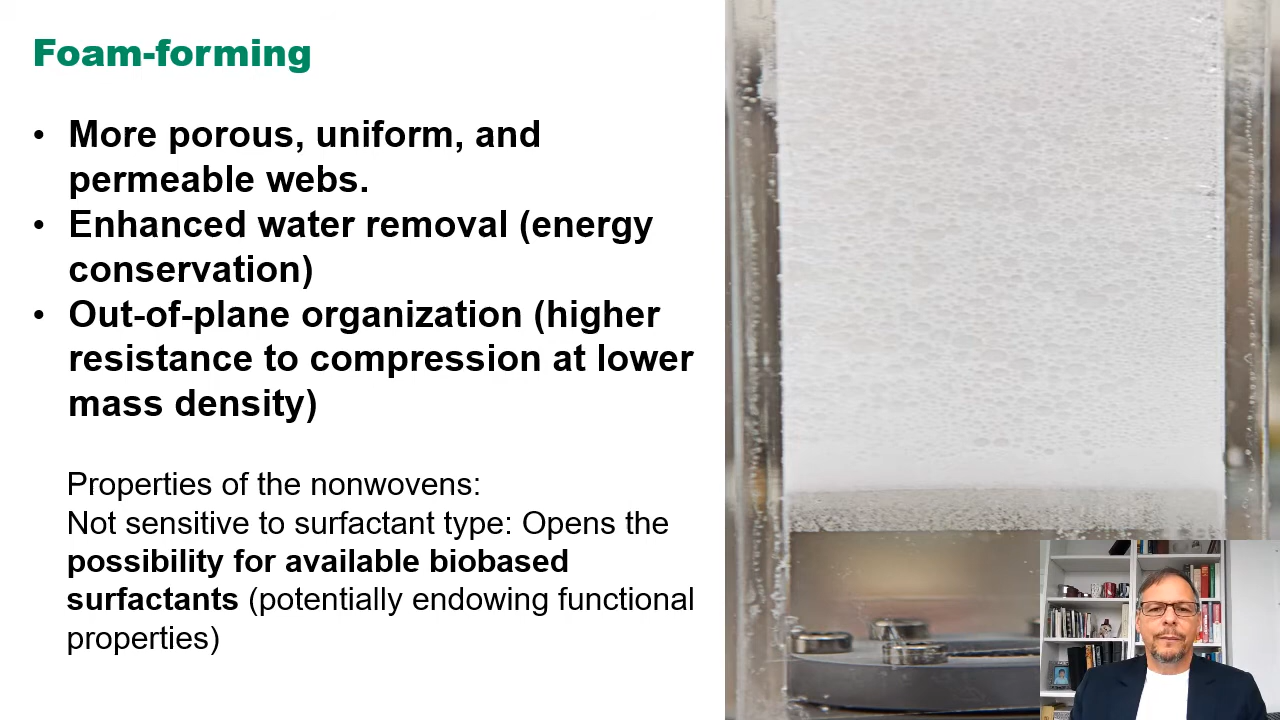 Foam-forming
• More porous, uniform, and
permeable webs.
• Enhanced water removal (energy
conservation)
• Out-of-plane organization (higher
resistance to compression at lower
mass density)
Properties of the nonwovens:
Not sensitive to surfactant type: Opens the
possibility for available biobased
surfactants (potentially endowing functional
properties)